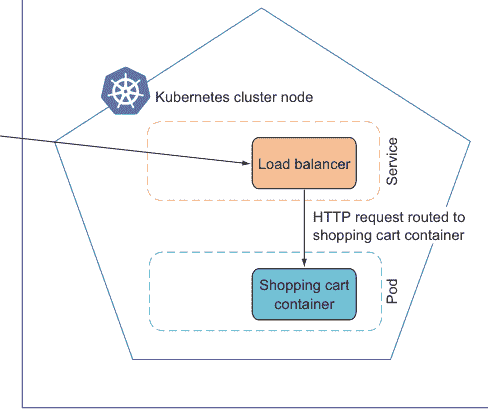 Kubernetes cluster node
Load balancer
Service
HTTP request routed to
shopping cart container
Shopping cart
container
Pod